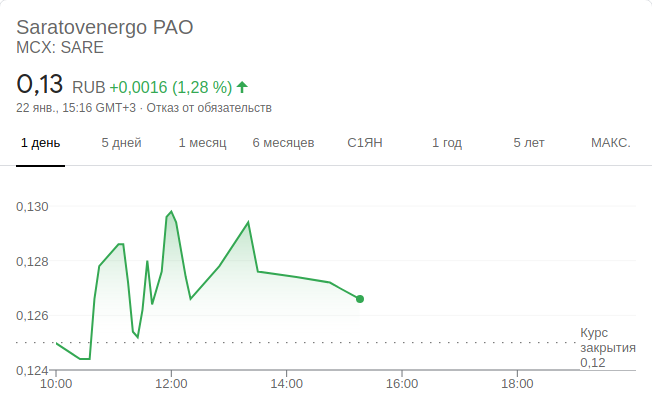 Saratovenergo PAO
MCX: SARE
0,13 RUB +0,0016 (1,28 %)
22 янв., 15:16 GMT+3 · Отказ от обязательств
1 день 5 дней 1 месяц 6 месяцев С1ЯН 1 год 5 лет МАКС.
0,130
0,128
0,126
Курс
закрытия
0,12
0,124
10:00 12:00 14:00 16:00 18:00